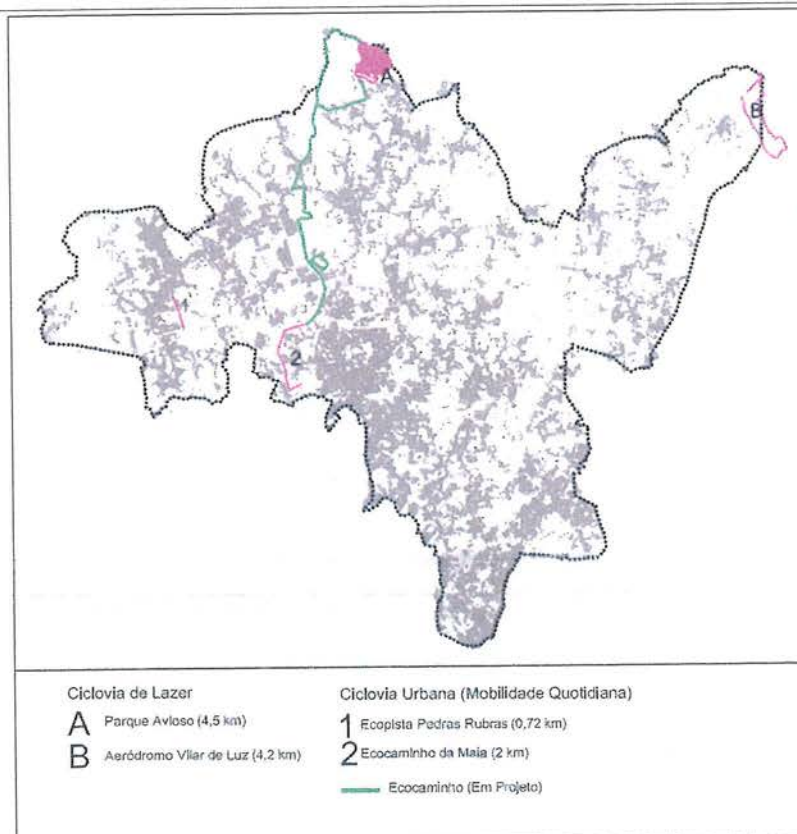 A
B
1
2
Ciclovia de Lazer
A Parque Avioso (4,5 km)
B Aeródromo Vilar de Luz (4,2 km)
Ciclovia Urbana (Mobilidade Quotidiana)
1 Ecopista Pedras Rubras (0,72 km)
2 Ecocaminho da Maia (2 km)
Ecocaminho (Em Projeto)